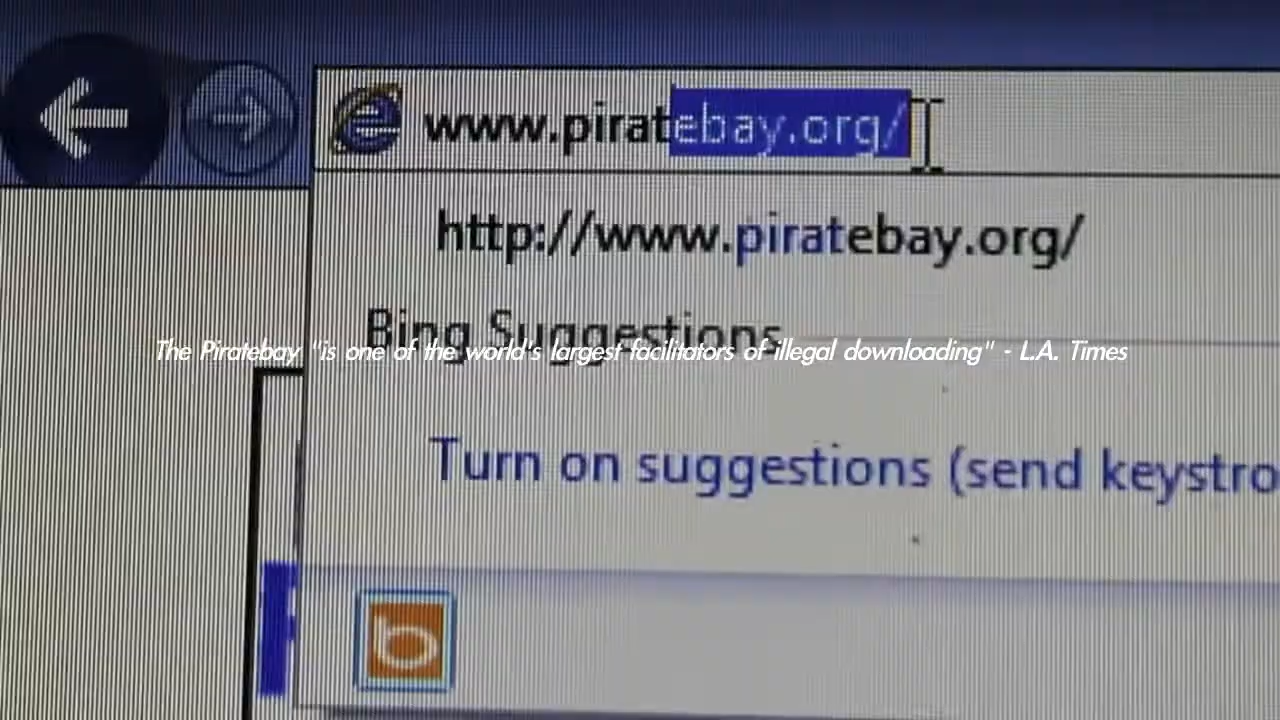 www.piratebay.org/
http://www.piratebay.org/
Bing Suggestions
The Piratebay "is one of the world's largest facilitators of illegal downloading" - L.A. Times
Turn on suggestions (send keystro
b